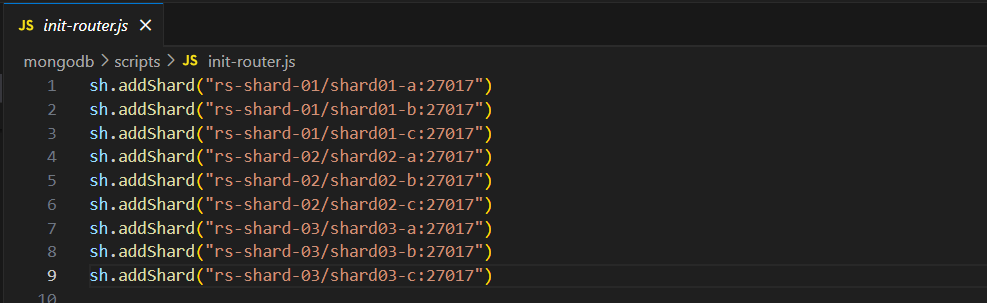 JS init-router.js ×
mongodb > scripts > JS init-router.js
1 sh.addShard("rs-shard-01/shard01-a:27017")
2 sh.addShard("rs-shard-01/shard01-b:27017")
3 sh.addShard("rs-shard-01/shard01-c:27017")
4 sh.addShard("rs-shard-02/shard02-a:27017")
5 sh.addShard("rs-shard-02/shard02-b:27017")
6 sh.addShard("rs-shard-02/shard02-c:27017")
7 sh.addShard("rs-shard-03/shard03-a:27017")
8 sh.addShard("rs-shard-03/shard03-b:27017")
9 sh.addShard("rs-shard-03/shard03-c:27017")
10